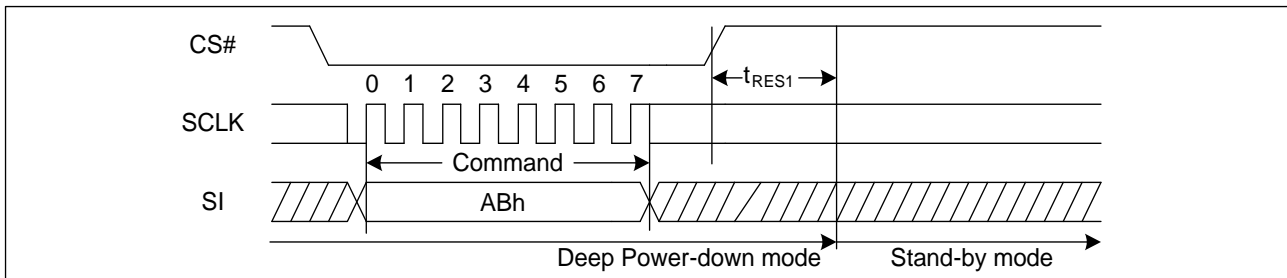 CS#
tRES1
0 1 2 3 4 5 6 7
SCLK
Command
SI
ABh
Deep Power-down mode Stand-by mode